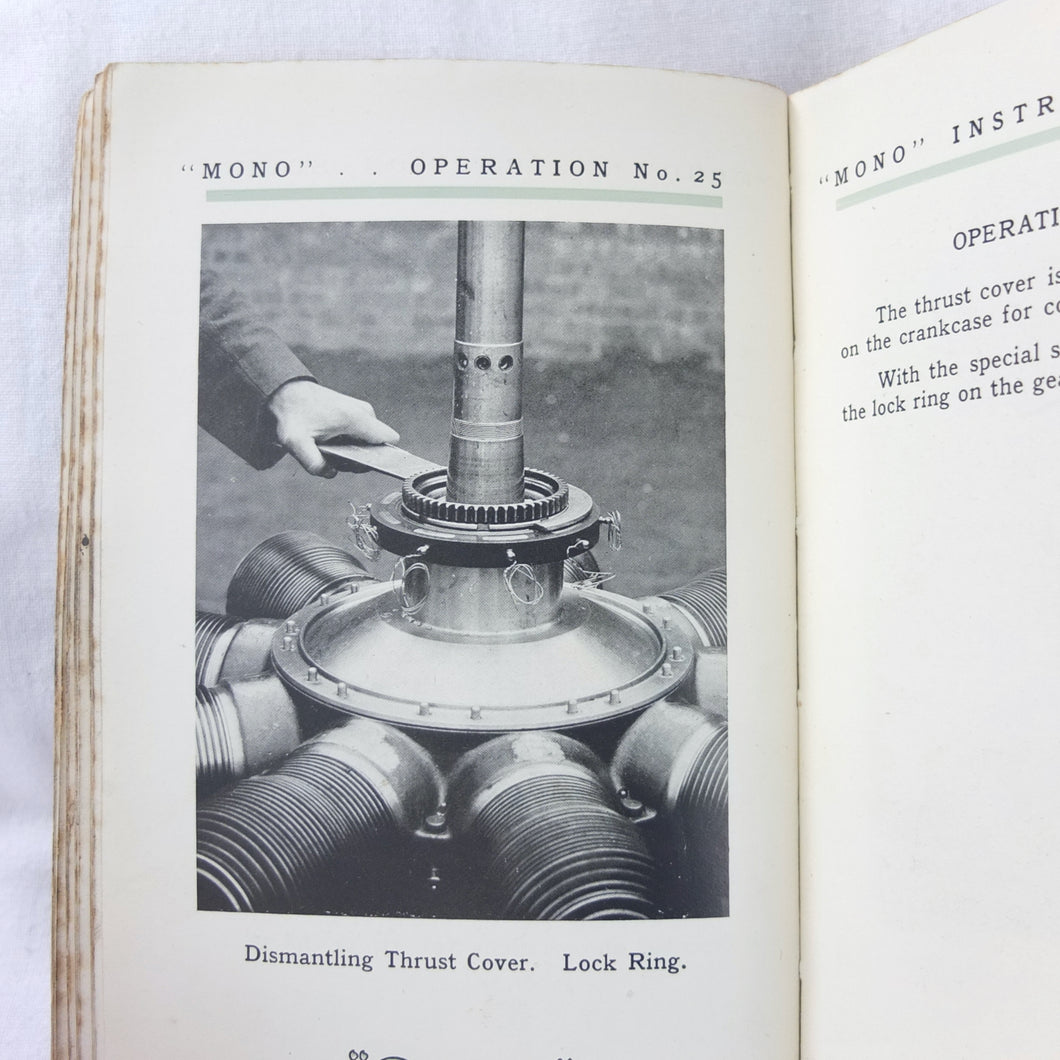 “MONO” . . OPERATION No. 25
Dismantling Thrust Cover. Lock Ring.
“MONO” INSTR
OPERATI
The thrust cover is
on the crankcase for co
With the special s
the lock ring on the gea